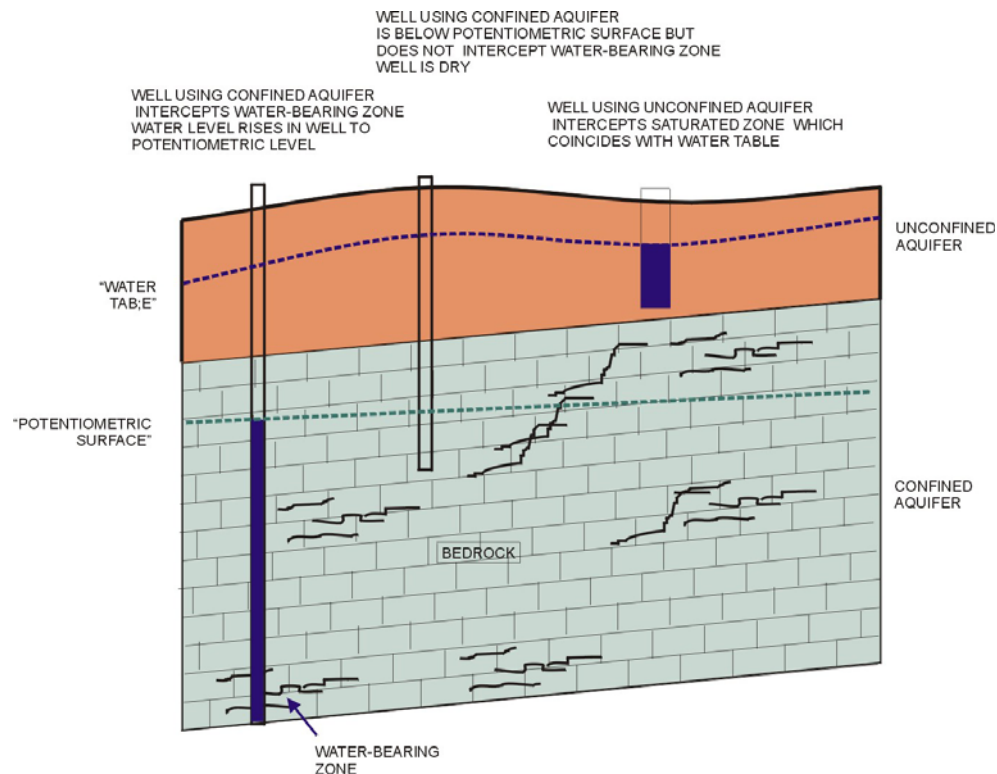 WELL USING CONFINED AQUIFER
IS BELOW POTENTIOMETRIC SURFACE BUT
DOES NOT INTERCEPT WATER-BEARING ZONE
WELL IS DRY
WELL USING CONFINED AQUIFER
INTERCEPTS WATER-BEARING ZONE
WATER LEVEL RISES IN WELL TO
POTENTIOMETRIC LEVEL
WELL USING UNCONFINED AQUIFER
INTERCEPTS SATURATED ZONE WHICH
COINCIDES WITH WATER TABLE
UNCONFINED
AQUIFER
“WATER
TAB;E”
“POTENTIOMETRIC
SURFACE”
CONFINED
AQUIFER
BEDROCK
WATER-BEARING
ZONE